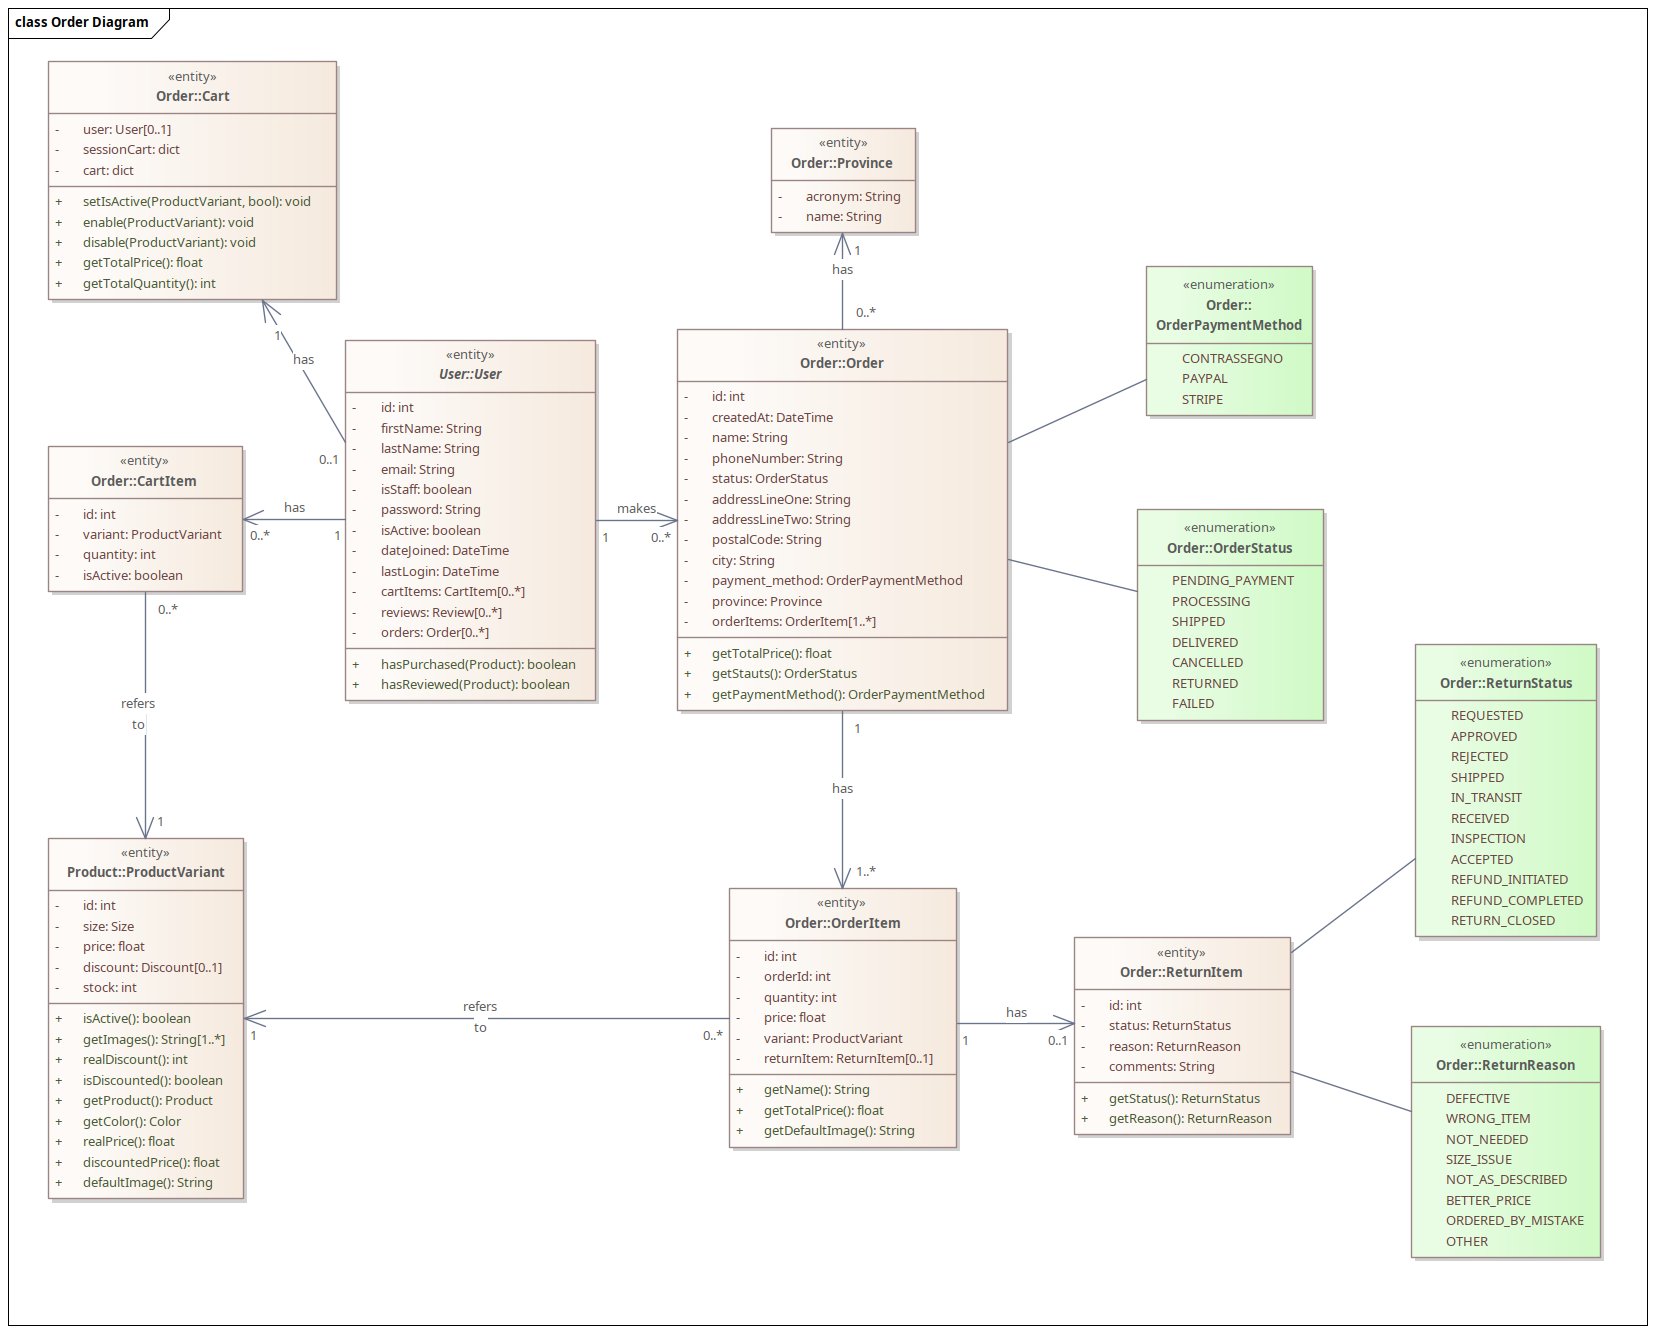 class Order Diagram
«entity»
Order::Cart
- user: User[0..1]
- sessionCart: dict
- cart: dict
+ setIsActive(ProductVariant, bool): void
+ enable(ProductVariant): void
+ disable(ProductVariant): void
+ getTotalPrice(): float
+ getTotalQuantity(): int
«entity»
Order::Province
- acronym: String
- name: String
1
has
0..*
«enumeration»
Order::
OrderPaymentMethod
CONTRASSEGNO
PAYPAL
STRIPE
1
has
0..1
«entity»
User::User
- id: int
- firstName: String
- lastName: String
- email: String
- isStaff: boolean
- password: String
- isActive: boolean
- dateJoined: DateTime
- lastLogin: DateTime
- cartItems: CartItem[0..*]
- reviews: Review[0..*]
- orders: Order[0..*]
+ hasPurchased(Product): boolean
+ hasReviewed(Product): boolean
makes
1
0..*
«entity»
Order::Order
- id: int
- createdAt: DateTime
- name: String
- phoneNumber: String
- status: OrderStatus
- addressLineOne: String
- addressLineTwo: String
- postalCode: String
- city: String
- payment_method: OrderPaymentMethod
- province: Province
- orderItems: OrderItem[1..*]
+ getTotalPrice(): float
+ getStauts(): OrderStatus
+ getPaymentMethod(): OrderPaymentMethod
«entity»
Order::CartItem
- id: int
- variant: ProductVariant
- quantity: int
- isActive: boolean
has
0..*
1
0..*
refers
to
1
«enumeration»
Order::OrderStatus
PENDING_PAYMENT
PROCESSING
SHIPPED
DELIVERED
CANCELLED
RETURNED
FAILED
«enumeration»
Order::ReturnStatus
REQUESTED
APPROVED
REJECTED
SHIPPED
IN_TRANSIT
RECEIVED
INSPECTION
ACCEPTED
REFUND_INITIATED
REFUND_COMPLETED
RETURN_CLOSED
1
has
1..*
«entity»
Product::ProductVariant
- id: int
- size: Size
- price: float
- discount: Discount[0..1]
- stock: int
+ isActive(): boolean
+ getImages(): String[1..*]
+ realDiscount(): int
+ isDiscounted(): boolean
+ getProduct(): Product
+ getColor(): Color
+ realPrice(): float
+ discountedPrice(): float
+ defaultImage(): String
refers
to
1
0..*
«entity»
Order::OrderItem
- id: int
- orderId: int
- quantity: int
- price: float
- variant: ProductVariant
- returnItem: ReturnItem[0..1]
+ getName(): String
+ getTotalPrice(): float
+ getDefaultImage(): String
has
1
0..1
«entity»
Order::ReturnItem
- id: int
- status: ReturnStatus
- reason: ReturnReason
- comments: String
+ getStatus(): ReturnStatus
+ getReason(): ReturnReason
«enumeration»
Order::ReturnReason
DEFECTIVE
WRONG_ITEM
NOT_NEEDED
SIZE_ISSUE
NOT_AS_DESCRIBED
BETTER_PRICE
ORDERED_BY_MISTAKE
OTHER